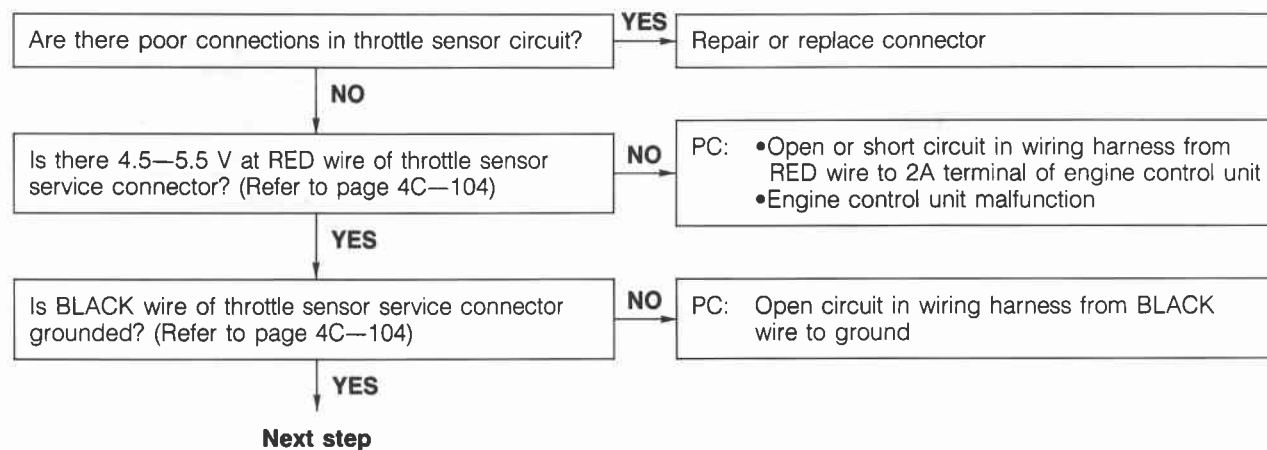 Are there poor connections in throttle sensor circuit?
YES
Repair or replace connector
NO
Is there 4.5—5.5 V at RED wire of throttle sensor
service connector? (Refer to page 4C—104)
NO
PC: •Open or short circuit in wiring harness from
RED wire to 2A terminal of engine control unit
•Engine control unit malfunction
YES
Is BLACK wire of throttle sensor service connector
grounded? (Refer to page 4C—104)
NO
PC: Open circuit in wiring harness from BLACK
wire to ground
YES
Next step